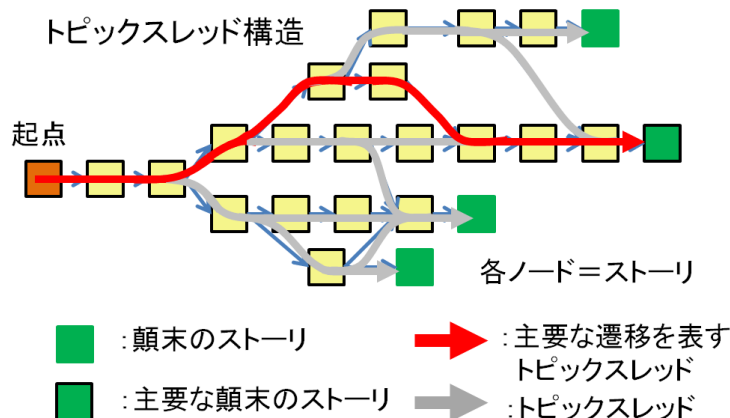 トピックスレッド構造
起点
各ノード＝ストーリ
:顛末のストーリ
:主要な遷移を表す
トピックスレッド
:主要な顛末のストーリ
:トピックスレッド